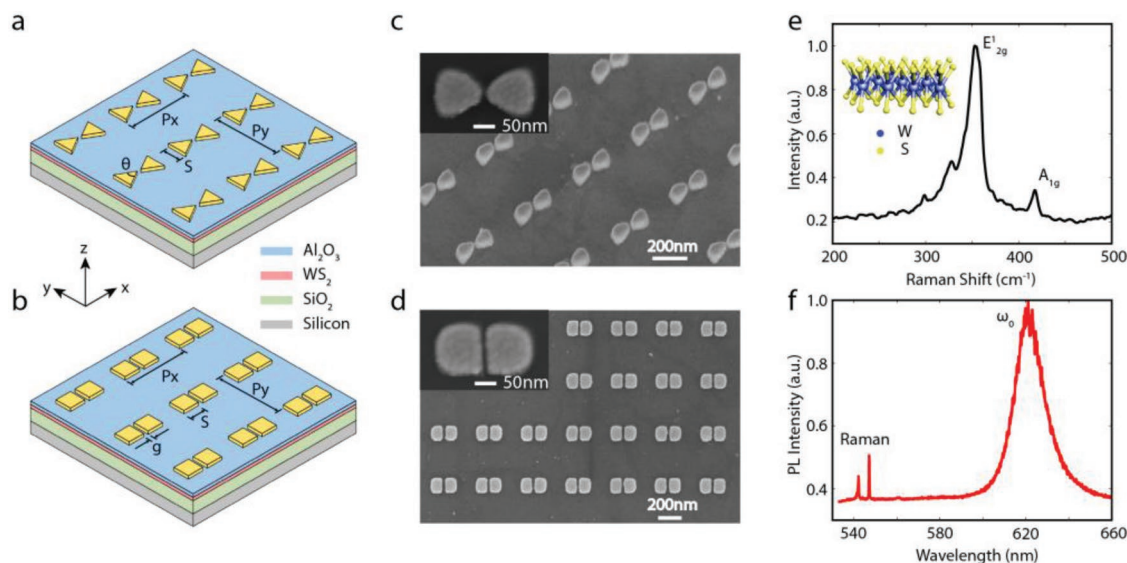 a
Px
Py
θ
S
z
y
x
Al₂O₃
WS₂
SiO₂
Silicon
b
Px
Py
S
g
c
50nm
200nm
d
50nm
200nm
e
E¹₂g
W
S
A₁g
1.0
0.8
0.6
0.4
0.2
Intensity (a.u.)
200
300
400
500
Raman Shift (cm⁻¹)
f
ω₀
Raman
1.0
0.8
0.6
0.4
PL Intensity (a.u.)
540
580
620
660
Wavelength (nm)